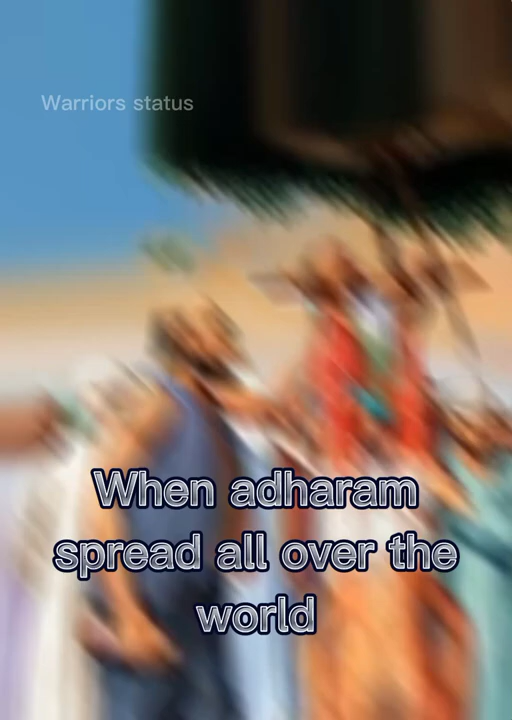 Warriors status
When adharam
spread all over the
world